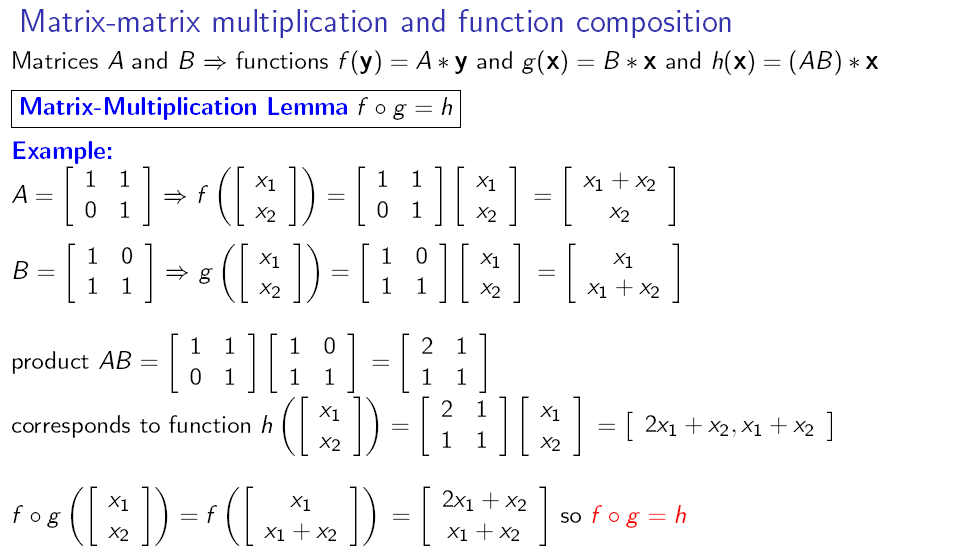 Matrix-matrix multiplication and function composition
Matrices A and B ⇒ functions f(y) = A ∗ y and g(x) = B ∗ x and h(x) = (AB) ∗ x
Matrix-Multiplication Lemma f ∘ g = h
Example:
A = [ 1 1 ; 0 1 ] ⇒ f ( [ x₁ ; x₂ ] ) = [ 1 1 ; 0 1 ] [ x₁ ; x₂ ] = [ x₁ + x₂ ; x₂ ]
B = [ 1 0 ; 1 1 ] ⇒ g ( [ x₁ ; x₂ ] ) = [ 1 0 ; 1 1 ] [ x₁ ; x₂ ] = [ x₁ ; x₁ + x₂ ]
product AB = [ 1 1 ; 0 1 ] [ 1 0 ; 1 1 ] = [ 2 1 ; 1 1 ]
corresponds to function h ( [ x₁ ; x₂ ] ) = [ 2 1 ; 1 1 ] [ x₁ ; x₂ ] = [ 2x₁ + x₂, x₁ + x₂ ]
f ∘ g ( [ x₁ ; x₂ ] ) = f ( [ x₁ ; x₁ + x₂ ] ) = [ 2x₁ + x₂ ; x₁ + x₂ ] so f ∘ g = h